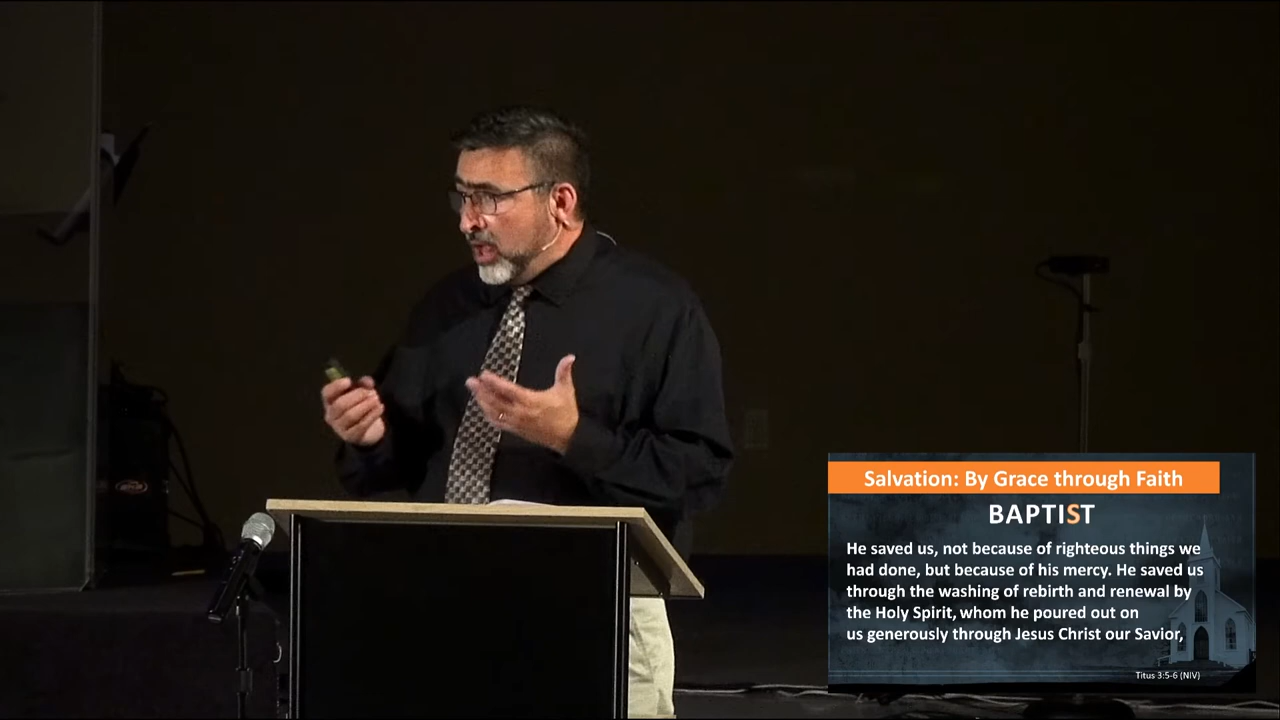 Salvation: By Grace through Faith
BAPTIST
He saved us, not because of righteous things we
had done, but because of his mercy. He saved us
through the washing of rebirth and renewal by
the Holy Spirit, whom he poured out on
us generously through Jesus Christ our Savior,
Titus 3:5-6 (NIV)